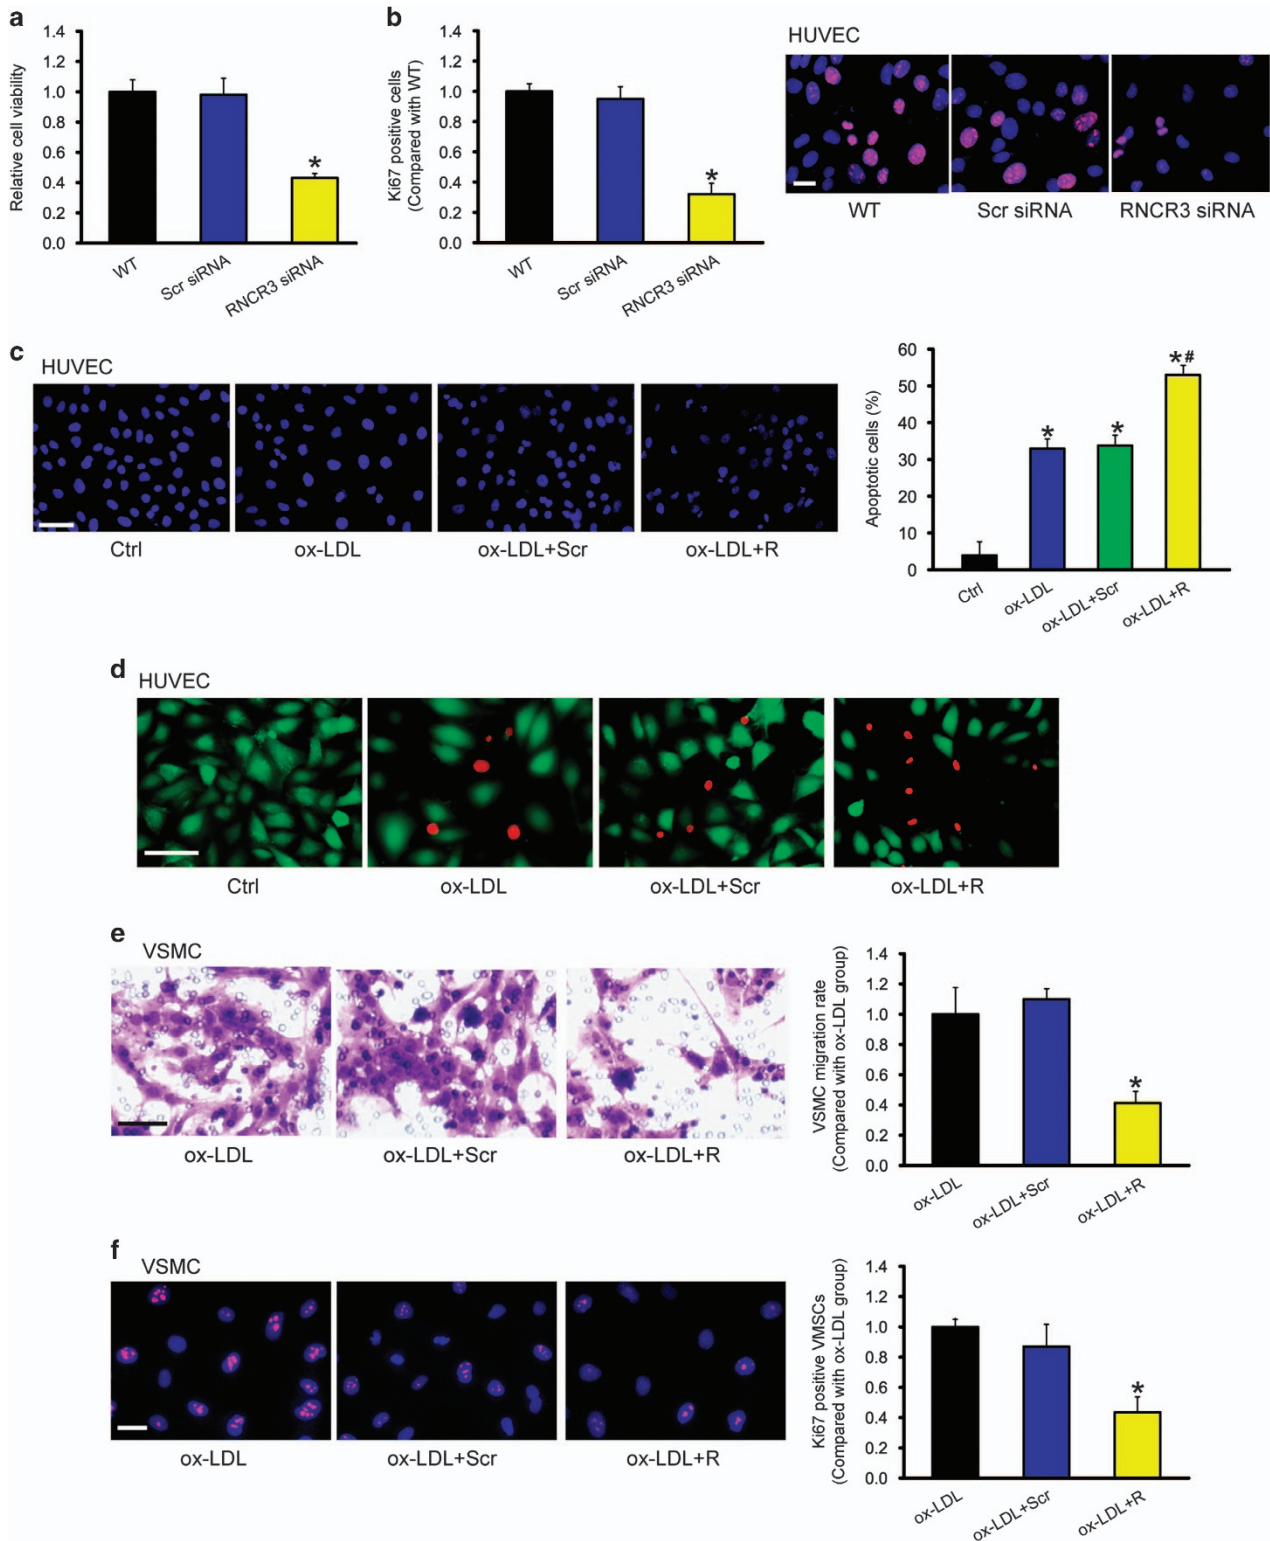 a
Relative cell viability
1.4
1.2
1.0
0.8
0.6
0.4
0.2
0.0
*
WT
Scr siRNA
RNCR3 siRNA
b
Ki67 positive cells
(Compared with WT)
1.4
1.2
1.0
0.8
0.6
0.4
0.2
0.0
*
WT
Scr siRNA
RNCR3 siRNA
HUVEC
WT
Scr siRNA
RNCR3 siRNA
c
HUVEC
Ctrl
ox-LDL
ox-LDL+Scr
ox-LDL+R
Apoptotic cells (%)
60
50
40
30
20
10
0
*
*
*#
Ctrl
ox-LDL
ox-LDL+Scr
ox-LDL+R
d
HUVEC
Ctrl
ox-LDL
ox-LDL+Scr
ox-LDL+R
e
VSMC
ox-LDL
ox-LDL+Scr
ox-LDL+R
VSMC migration rate
(Compared with ox-LDL group)
1.4
1.2
1.0
0.8
0.6
0.4
0.2
0.0
*
ox-LDL
ox-LDL+Scr
ox-LDL+R
f
VSMC
ox-LDL
ox-LDL+Scr
ox-LDL+R
Ki67 positive VMSCs
(Compared with ox-LDL group)
1.4
1.2
1.0
0.8
0.6
0.4
0.2
0.0
*
ox-LDL
ox-LDL+Scr
ox-LDL+R